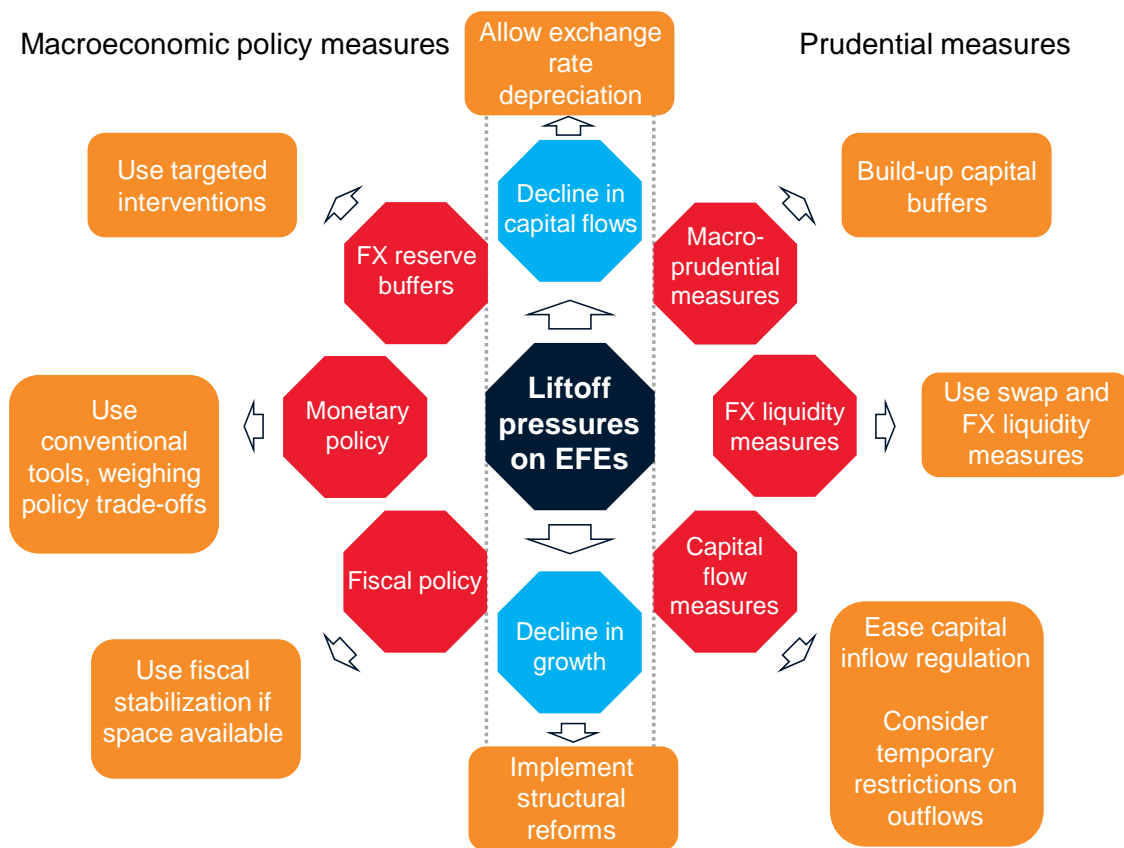 Macroeconomic policy measures
Allow exchange
rate
depreciation
Prudential measures
Use targeted
interventions
Decline in
capital flows
Build-up capital
buffers
FX reserve
buffers
Macro-
prudential
measures
Use
conventional
tools, weighing
policy trade-offs
Monetary
policy
Liftoff
pressures
on EFEs
FX liquidity
measures
Use swap and
FX liquidity
measures
Fiscal policy
Capital
flow
measures
Use fiscal
stabilization if
space available
Decline in
growth
Ease capital
inflow regulation
Consider
temporary
restrictions on
outflows
Implement
structural
reforms